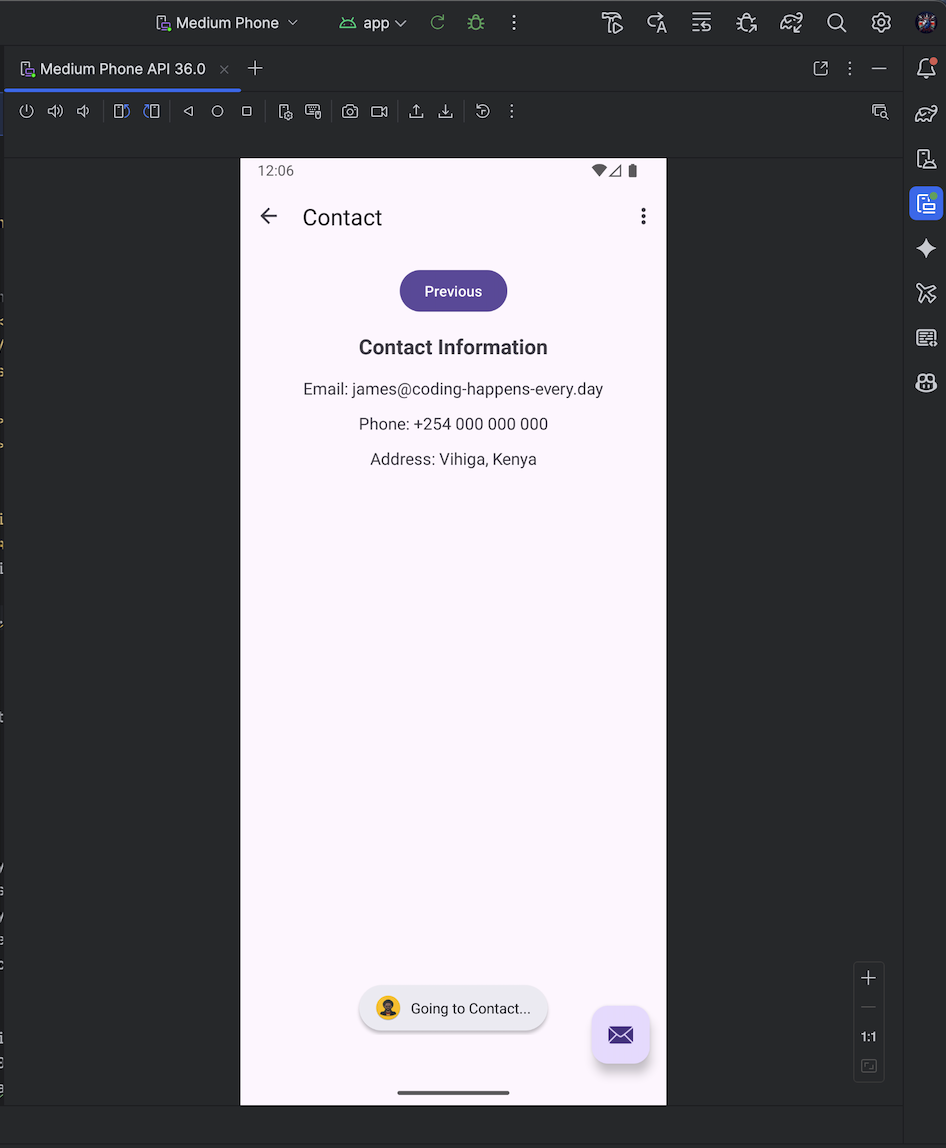 Medium Phone
app
Medium Phone API 36.0
12:06
Contact
Previous
Contact Information
Email: james@coding-happens-every.day
Phone: +254 000 000 000
Address: Vihiga, Kenya
Going to Contact...
1:1